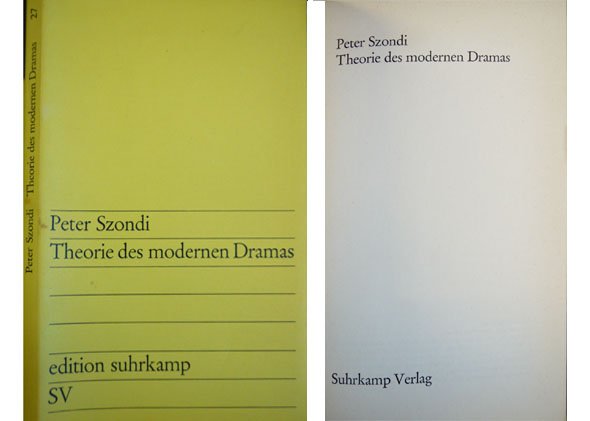 Peter Szondi Theorie des modernen Dramas 27
Peter Szondi
Theorie des modernen Dramas
edition suhrkamp
SV
Peter Szondi
Theorie des modernen Dramas
Suhrkamp Verlag